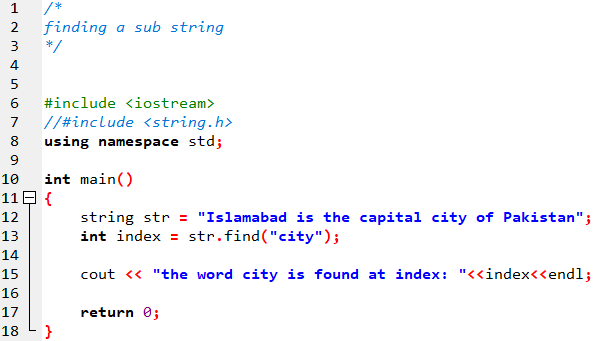 1 /*
2 finding a sub string
3 */
4
5
6 #include <iostream>
7 //#include <string.h>
8 using namespace std;
9
10 int main()
11 {
12 string str = "Islamabad is the capital city of Pakistan";
13 int index = str.find("city");
14
15 cout << "the word city is found at index: "<<index<<endl;
16
17 return 0;
18 }